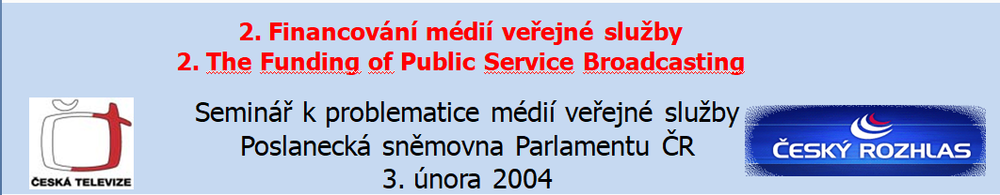 2. Financování médií veřejné služby
2. The Funding of Public Service Broadcasting
Seminář k problematice médií veřejné služby
Poslanecká sněmovna Parlamentu ČR
3. února 2004
ČESKÁ TELEVIZE
ČESKÝ ROZHLAS